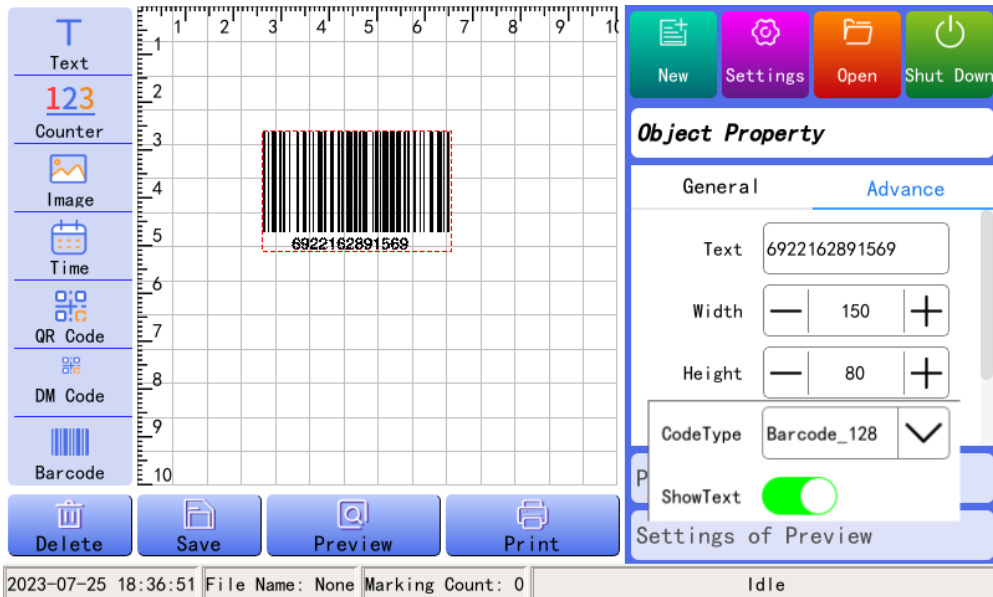 Text
123
Counter
Image
Time
QR Code
DM Code
Barcode
1 2 3 4 5 6 7 8 9 10
1
2
3
4
5
6
7
8
9
10
6922162891569
Delete
Save
Preview
Print
New
Settings
Open
Shut Down
Object Property
General
Advance
Text 6922162891569
Width 150
Height 80
CodeType Barcode_128
ShowText
P
Settings of Preview
2023-07-25 18:36:51 File Name: None Marking Count: 0 Idle